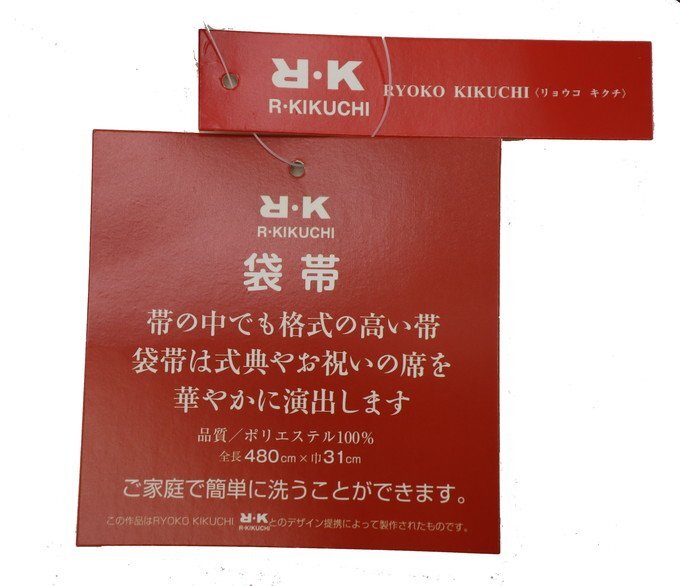 R・K
R・KIKUCHI
RYOKO KIKUCHI〈リョウコ キクチ〉
R・K
R・KIKUCHI
袋帯
帯の中でも格式の高い帯
袋帯は式典やお祝いの席を
華やかに演出します
品質／ポリエステル100%
全長480cm×巾31cm
ご家庭で簡単に洗うことができます。
この作品はRYOKO KIKUCHI R・K R・KIKUCHI とのデザイン提携によって製作されたものです。